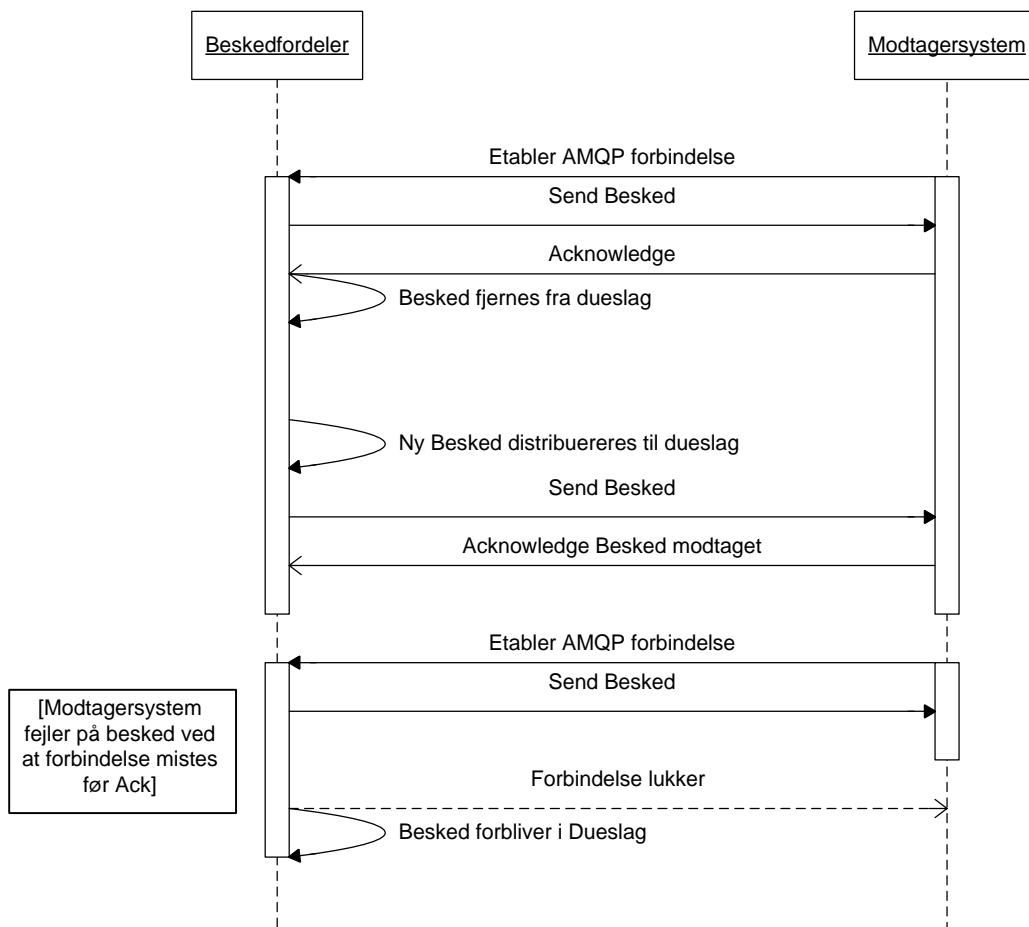 Beskedfordeler
Modtagersystem
Etabler AMQP forbindelse
Send Besked
Acknowledge
Besked fjernes fra dueslag
Ny Besked distribuereres til dueslag
Send Besked
Acknowledge Besked modtaget
Etabler AMQP forbindelse
Send Besked
[Modtagersystem
fejler på besked ved
at forbindelse mistes
før Ack]
Forbindelse lukker
Besked forbliver i Dueslag